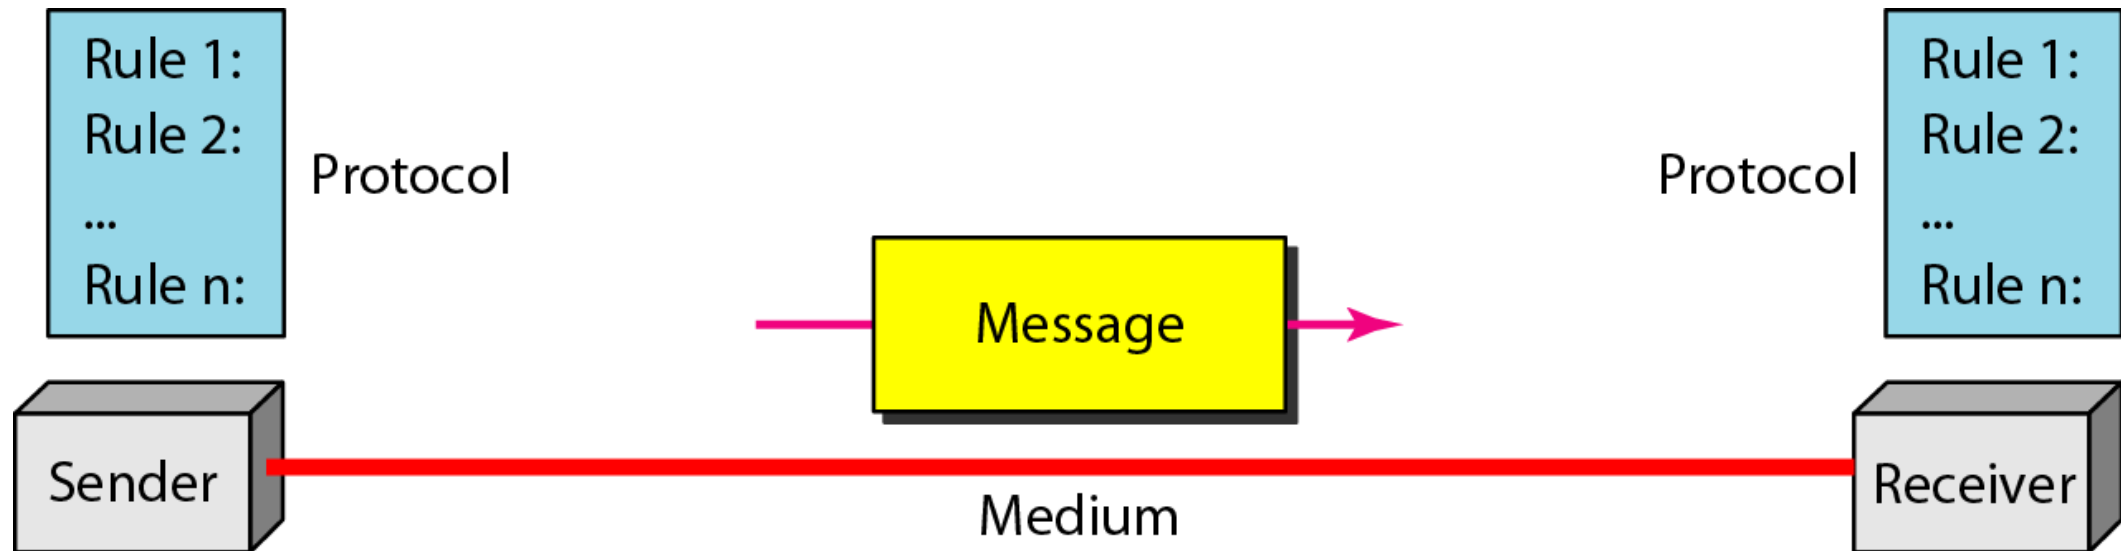 Rule 1:
Rule 2:
...
Rule n:
Protocol
Protocol
Rule 1:
Rule 2:
...
Rule n:
Message
Sender
Medium
Receiver